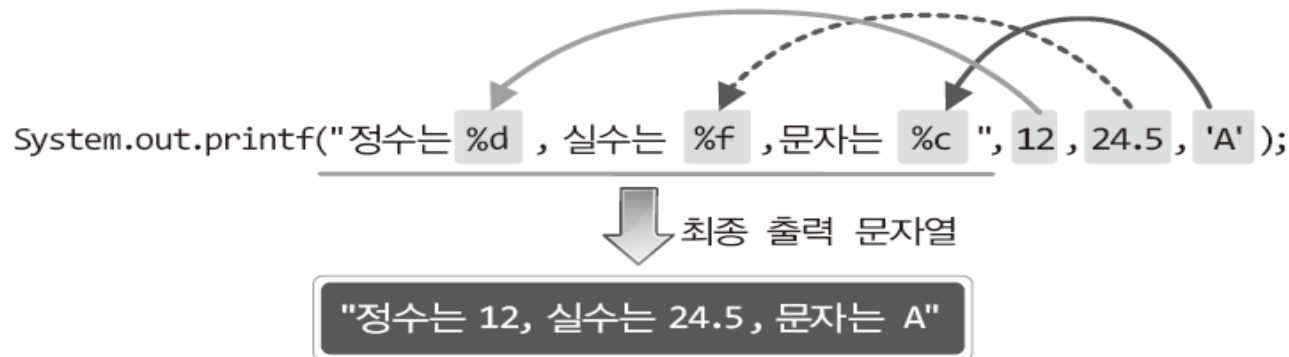 System.out.printf("정수는 %d , 실수는 %f ,문자는 %c ", 12 , 24.5 , 'A' );
최종 출력 문자열
"정수는 12, 실수는 24.5, 문자는 A"